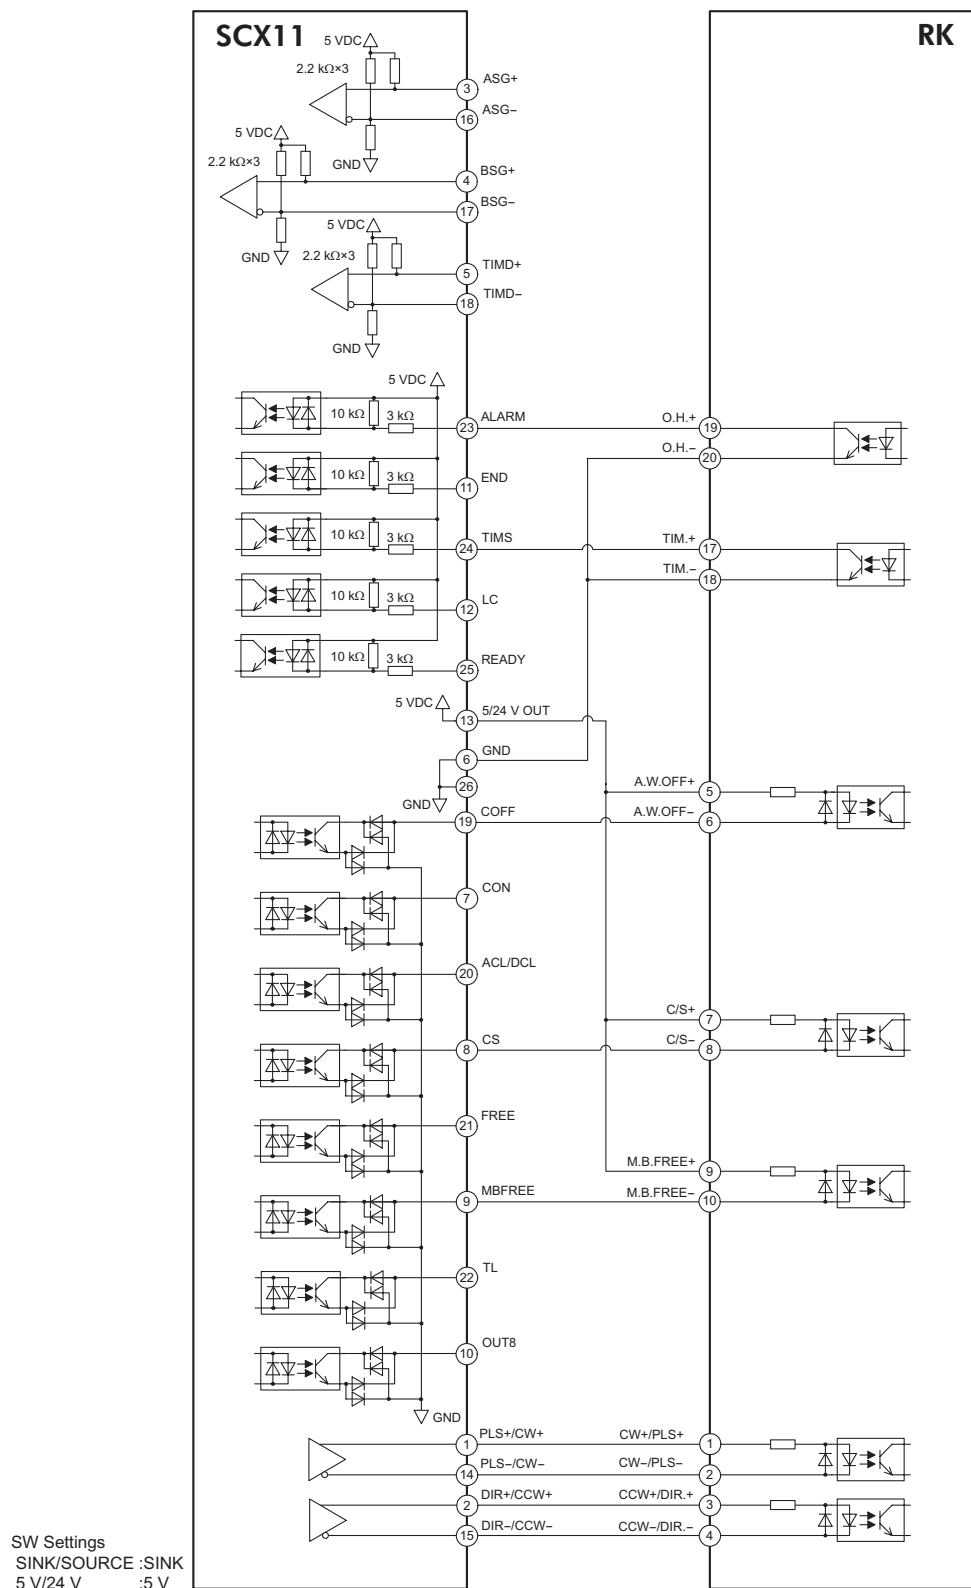 SCX11
RK
5 VDC
2.2 kΩ×3
3 ASG+
16 ASG−
GND
5 VDC
2.2 kΩ×3
4 BSG+
17 BSG−
GND
5 VDC
2.2 kΩ×3
5 TIMD+
18 TIMD−
GND
5 VDC
10 kΩ 3 kΩ 23 ALARM O.H.+ 19
O.H.− 20
10 kΩ 3 kΩ 11 END
10 kΩ 3 kΩ 24 TIMS TIM.+ 17
TIM.− 18
10 kΩ 3 kΩ 12 LC
10 kΩ 3 kΩ 25 READY
5 VDC 13 5/24 V OUT
6 GND
26
GND
A.W.OFF+ 5
19 COFF A.W.OFF− 6
7 CON
20 ACL/DCL
C/S+ 7
8 CS C/S− 8
21 FREE
M.B.FREE+ 9
9 MBFREE M.B.FREE− 10
22 TL
10 OUT8
GND
1 PLS+/CW+ CW+/PLS+ 1
14 PLS−/CW− CW−/PLS− 2
2 DIR+/CCW+ CCW+/DIR.+ 3
15 DIR−/CCW− CCW−/DIR.− 4
SW Settings
SINK/SOURCE :SINK
5 V/24 V :5 V